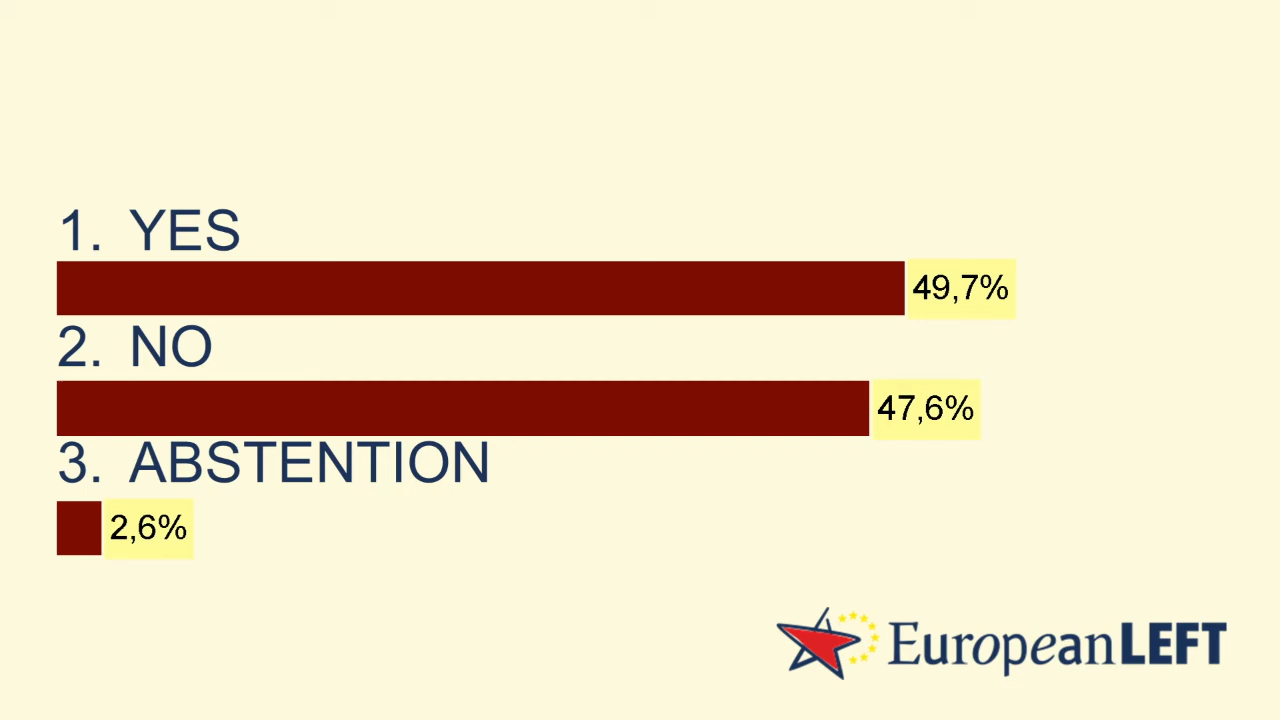 1. YES
49,7%
2. NO
47,6%
3. ABSTENTION
2,6%
EuropeanLEFT